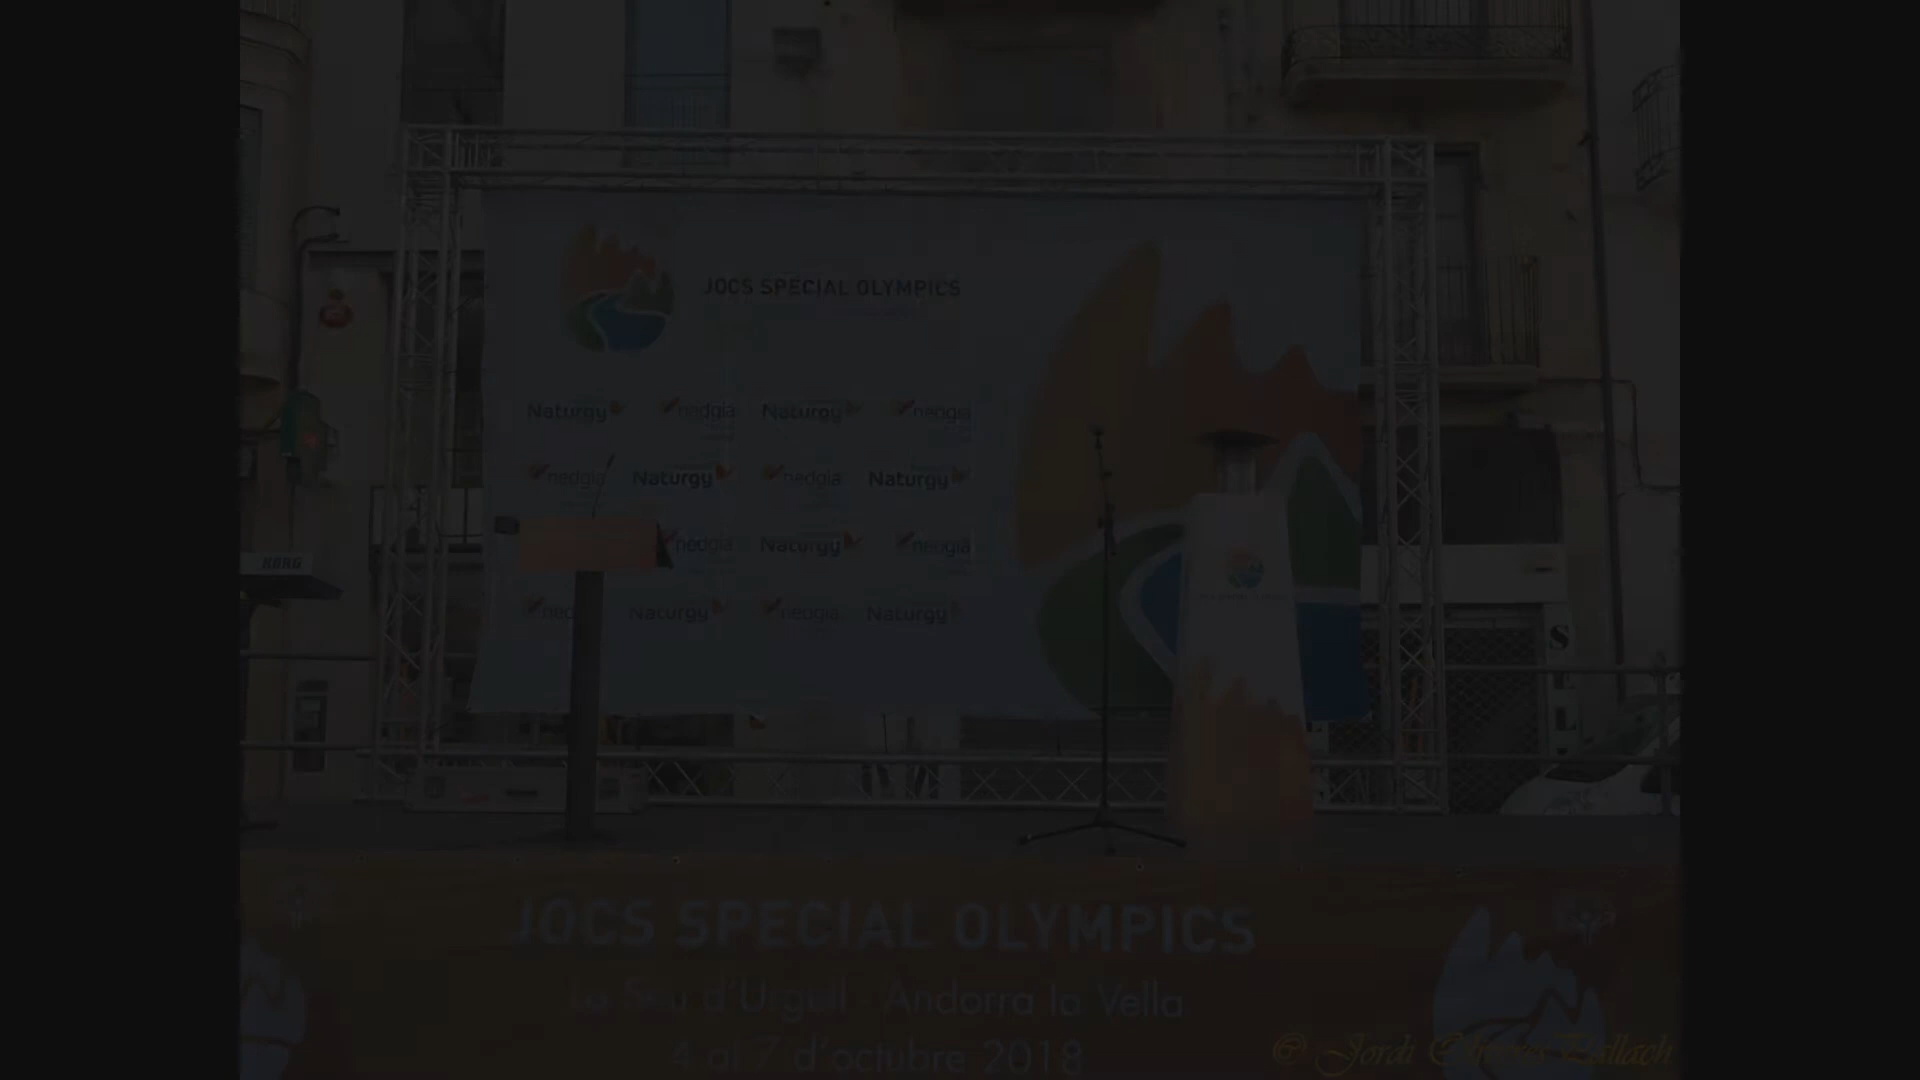 JOCS SPECIAL OLYMPICS
Naturgy nedgia Naturgy nedgia
nedgia Naturgy nedgia Naturgy
nedgia Naturgy nedgia
Naturgy nedgia Naturgy
KORG
JOCS SPECIAL OLYMPICS
La Seu d'Urgell - Andorra la Vella
4 al 7 d'octubre 2018
@ Jordi